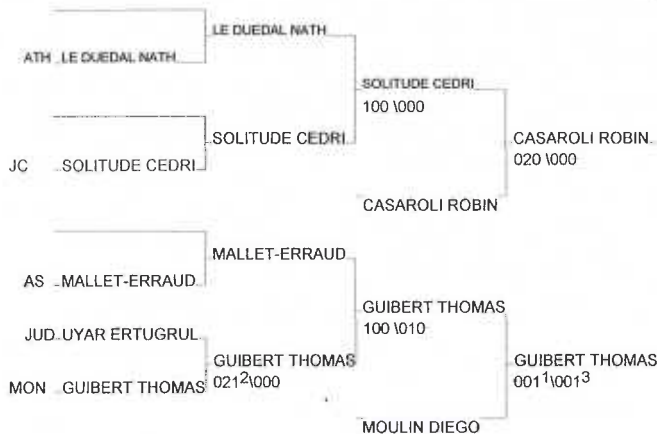 LE DUEDAL NATH
ATH LE DUEDAL NATH
SOLITUDE CEDRI
100 \000
SOLITUDE CEDRI
CASAROLI ROBIN
020 \000
JC SOLITUDE CEDRI
CASAROLI ROBIN
MALLET-ERRAUD
AS MALLET-ERRAUD
GUIBERT THOMAS
100 \010
JUD UYAR ERTUGRUL
GUIBERT THOMAS
021²\000
GUIBERT THOMAS
001¹\001³
MON GUIBERT THOMAS
MOULIN DIEGO